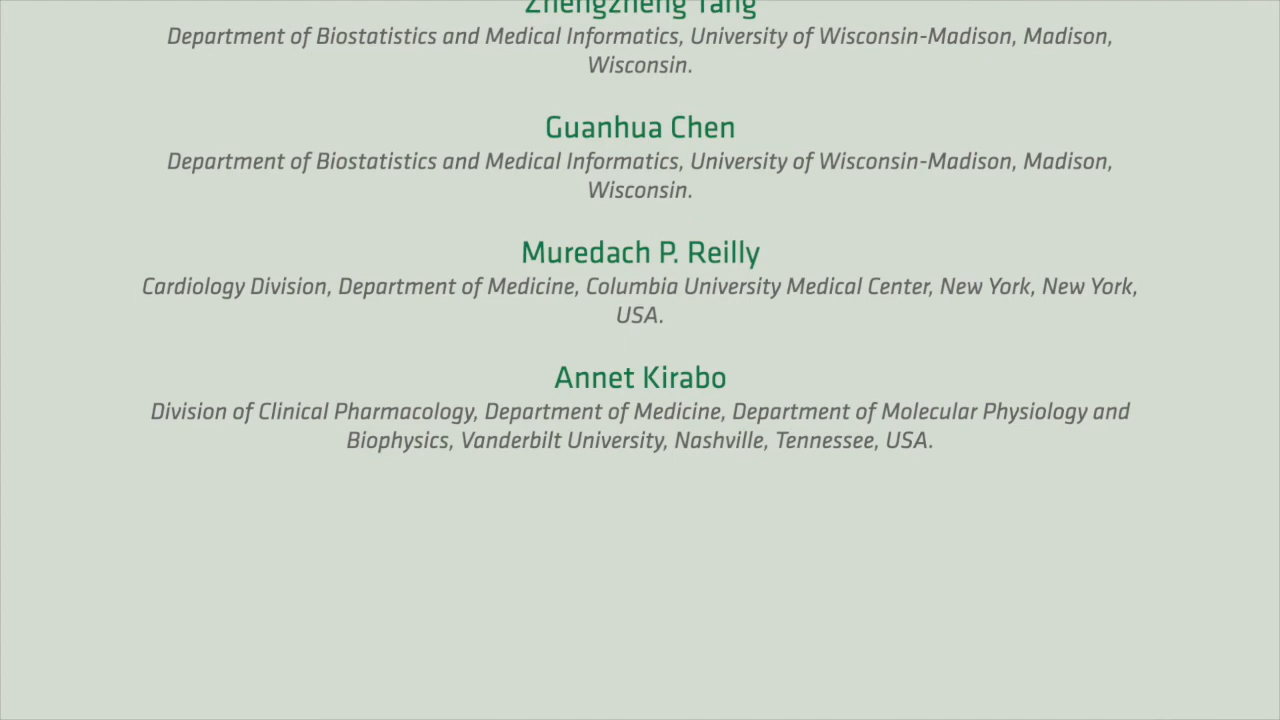 Zhengzheng Tang
Department of Biostatistics and Medical Informatics, University of Wisconsin-Madison, Madison,
Wisconsin.
Guanhua Chen
Department of Biostatistics and Medical Informatics, University of Wisconsin-Madison, Madison,
Wisconsin.
Muredach P. Reilly
Cardiology Division, Department of Medicine, Columbia University Medical Center, New York, New York,
USA.
Annet Kirabo
Division of Clinical Pharmacology, Department of Medicine, Department of Molecular Physiology and
Biophysics, Vanderbilt University, Nashville, Tennessee, USA.